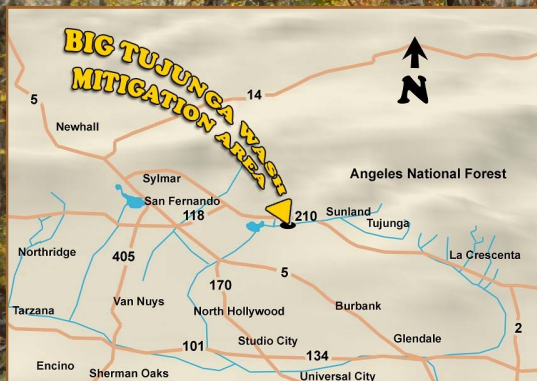 BIG TUJUNGA WASH
MITIGATION AREA
N
5
14
Newhall
Angeles National Forest
Sylmar
San Fernando
118
210
Sunland
Tujunga
Northridge
405
La Crescenta
5
170
Van Nuys
Tarzana
North Hollywood
Burbank
2
Studio City
Glendale
101
134
Encino
Sherman Oaks
Universal City